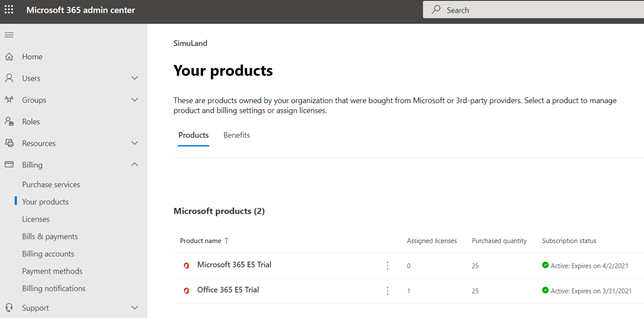 Microsoft 365 admin center
Search
Home
Users
Groups
Roles
Resources
Billing
Purchase services
Your products
Licenses
Bills & payments
Billing accounts
Payment methods
Billing notifications
Support
SimuLand
Your products
These are products owned by your organization that were bought from Microsoft or 3rd-party providers. Select a product to manage
product and billing settings or assign licenses.
Products Benefits
Microsoft products (2)
Product name ↑ Assigned licenses Purchased quantity Subscription status
Microsoft 365 E5 Trial 0 25 Active: Expires on 4/2/2021
Office 365 E5 Trial 1 25 Active: Expires on 3/31/2021